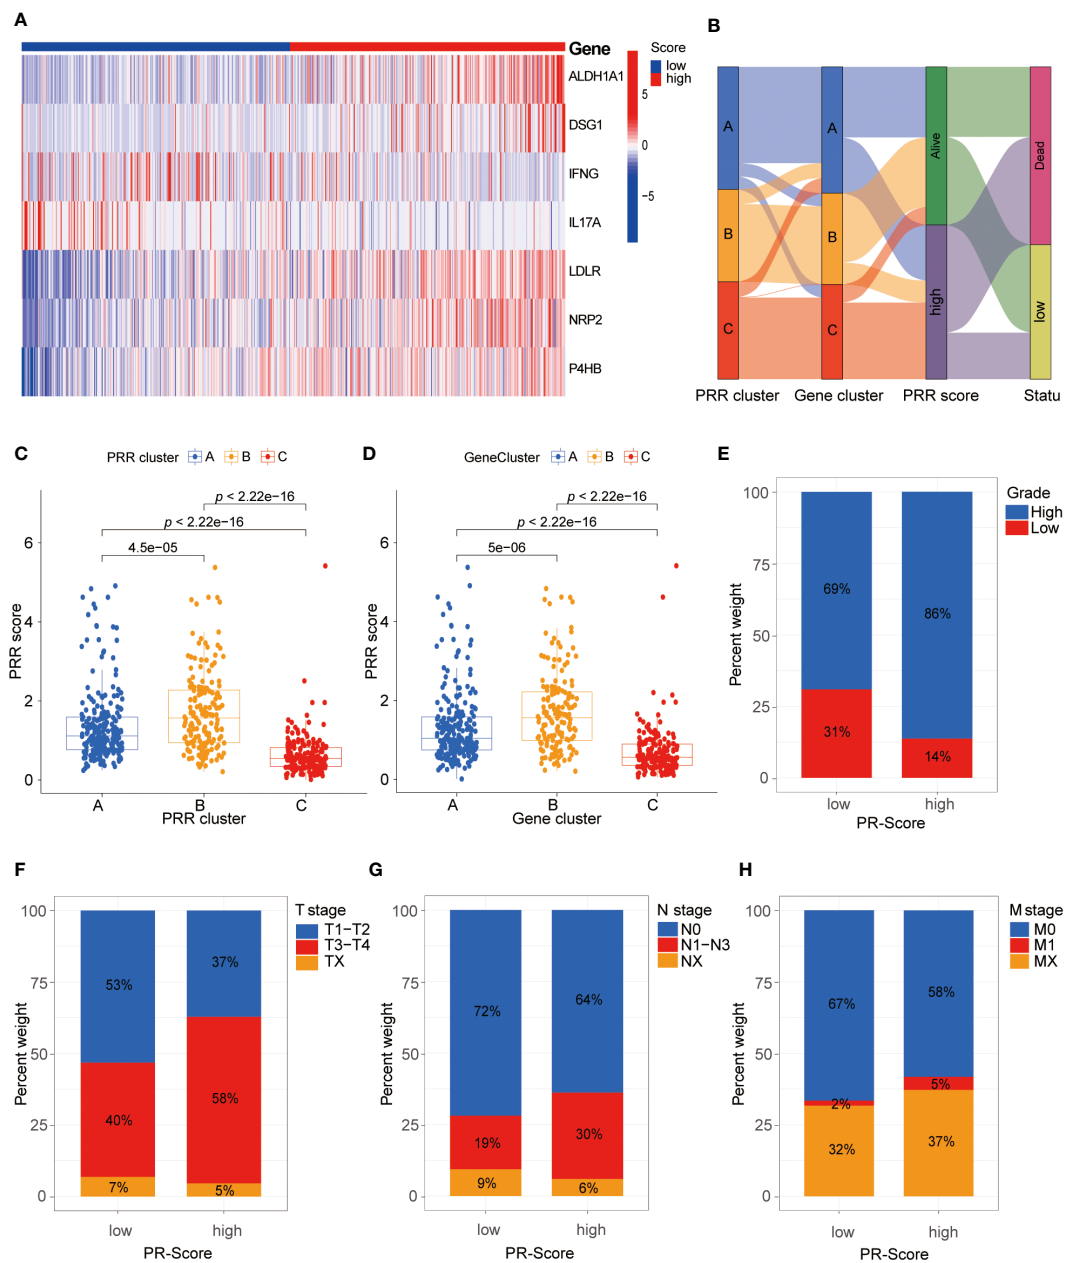 A
Gene
ALDH1A1
DSG1
IFNG
IL17A
LDLR
NRP2
P4HB
Score
low
high
5
0
−5
B
A
B
C
A
B
C
Alive
high
Dead
low
PRR cluster
Gene cluster
PRR score
Statu
C
PRR cluster A B C
p < 2.22e−16
p < 2.22e−16
4.5e−05
6
4
2
0
PRR score
A B C
PRR cluster
D
GeneCluster A B C
p < 2.22e−16
p < 2.22e−16
5e−06
6
4
2
0
PRR score
A B C
Gene cluster
E
Grade
High
Low
100
75
50
25
0
Percent weight
69%
86%
31%
14%
low high
PR-Score
F
T stage
T1−T2
T3−T4
TX
100
75
50
25
0
Percent weight
53%
37%
40%
58%
7%
5%
low high
PR-Score
G
N stage
N0
N1−N3
NX
100
75
50
25
0
Percent weight
72%
64%
19%
30%
9%
6%
low high
PR-Score
H
M stage
M0
M1
MX
100
75
50
25
0
Percent weight
67%
58%
2%
5%
32%
37%
low high
PR-Score